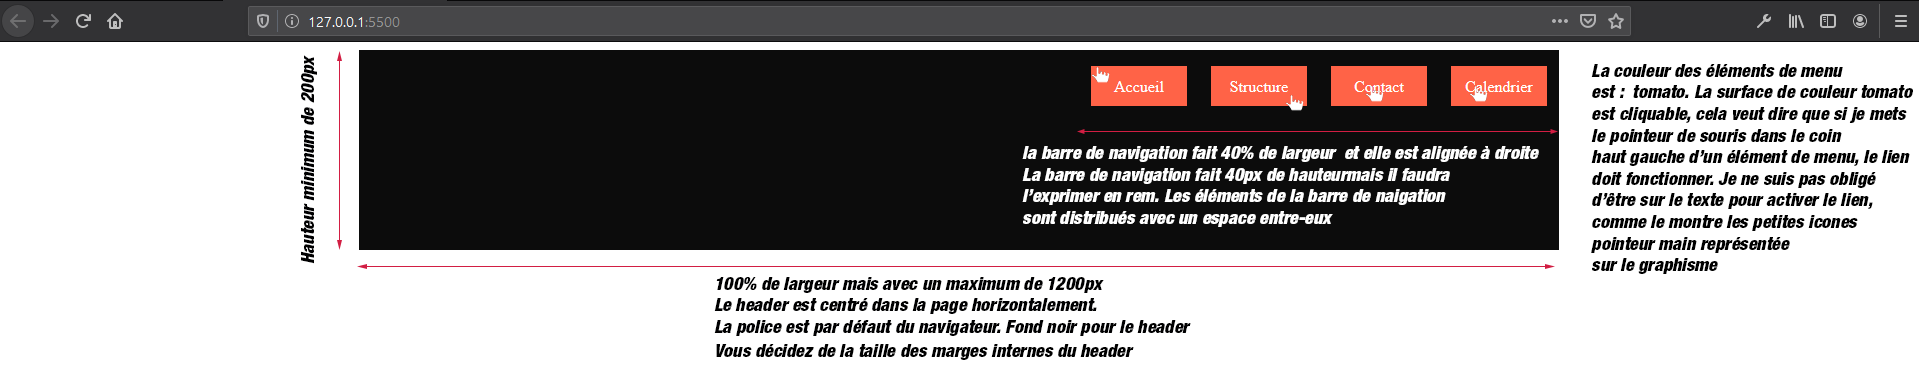 127.0.0.1:5500
Hauteur minimum de 200px
Accueil
Structure
Contact
Calendrier
la barre de navigation fait 40% de largeur et elle est alignée à droite
La barre de navigation fait 40px de hauteurmais il faudra
l'exprimer en rem. Les éléments de la barre de naigation
sont distribués avec un espace entre-eux
La couleur des éléments de menu
est : tomato. La surface de couleur tomato
est cliquable, cela veut dire que si je mets
le pointeur de souris dans le coin
haut gauche d'un élément de menu, le lien
doit fonctionner. Je ne suis pas obligé
d'être sur le texte pour activer le lien,
comme le montre les petites icones
pointeur main représentée
sur le graphisme
100% de largeur mais avec un maximum de 1200px
Le header est centré dans la page horizontalement.
La police est par défaut du navigateur. Fond noir pour le header
Vous décidez de la taille des marges internes du header